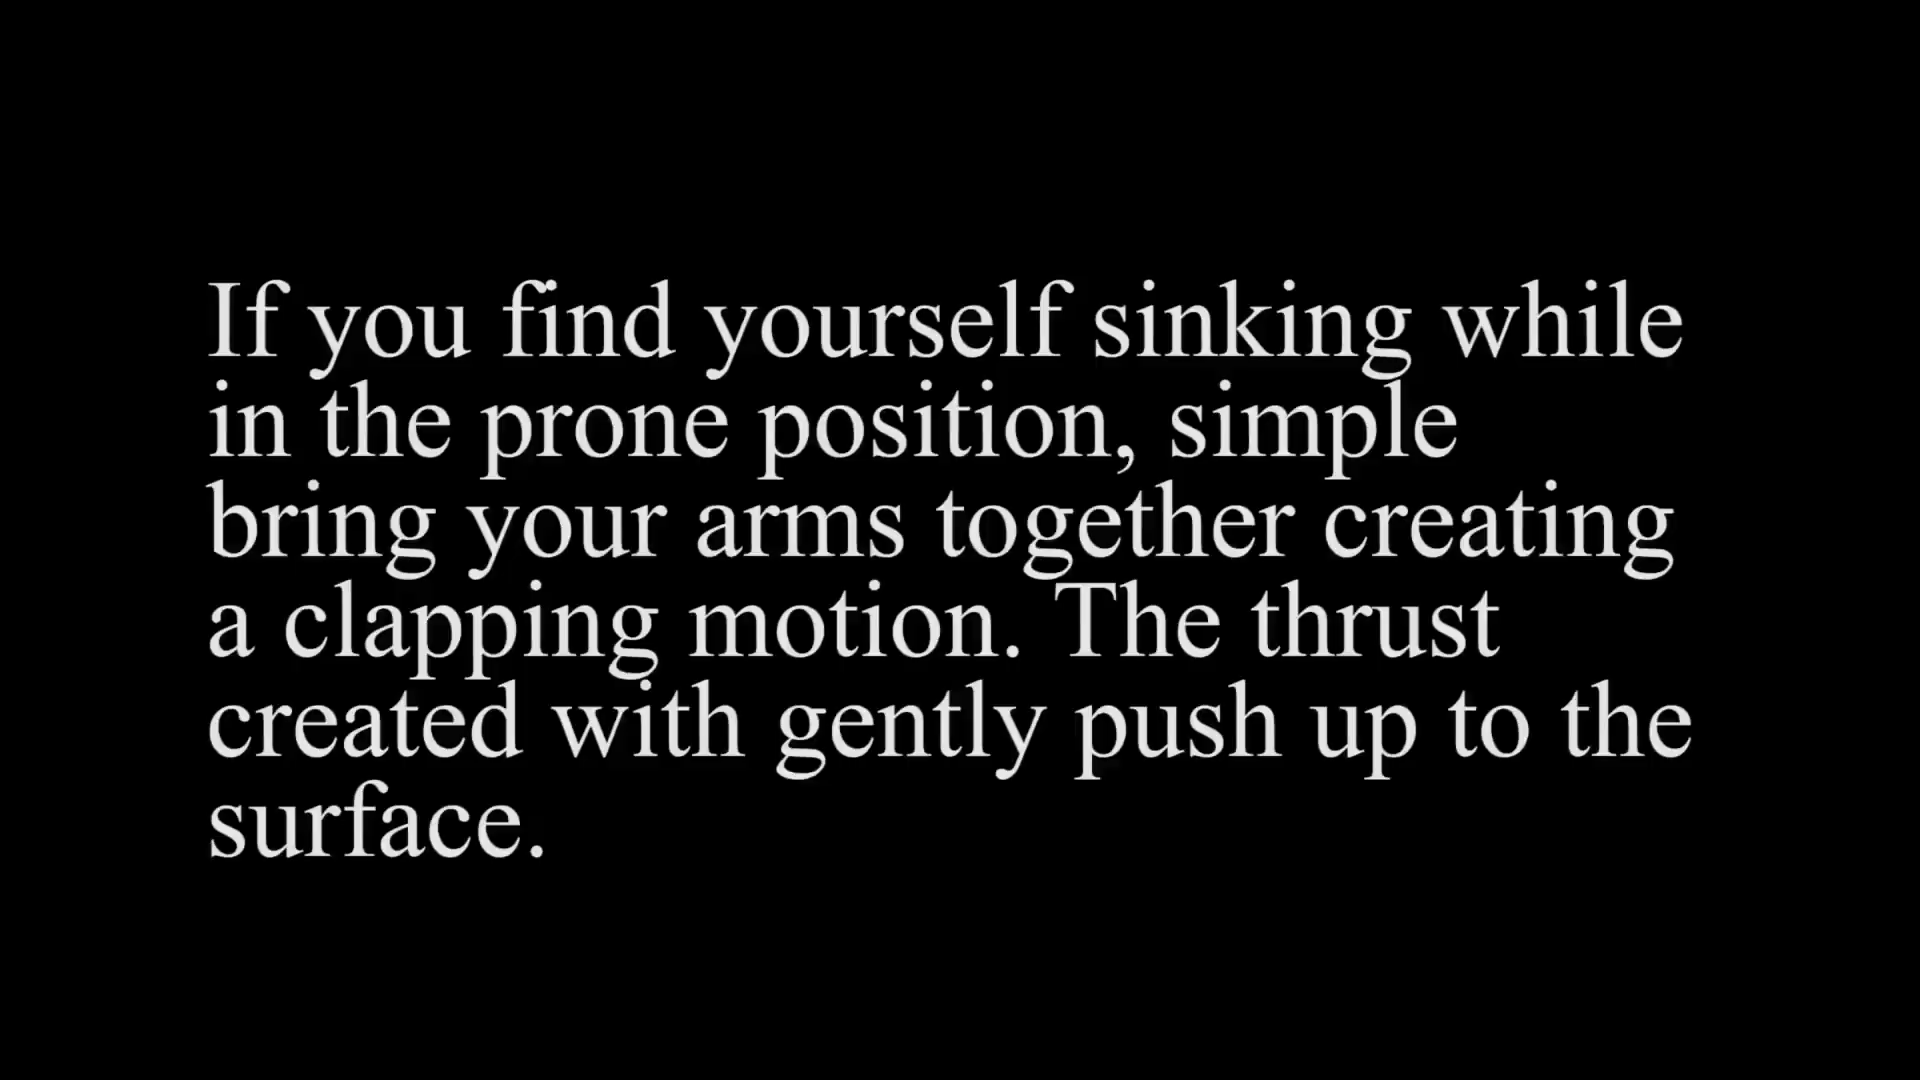 If you find yourself sinking while
in the prone position, simple
bring your arms together creating
a clapping motion. The thrust
created with gently push up to the
surface.